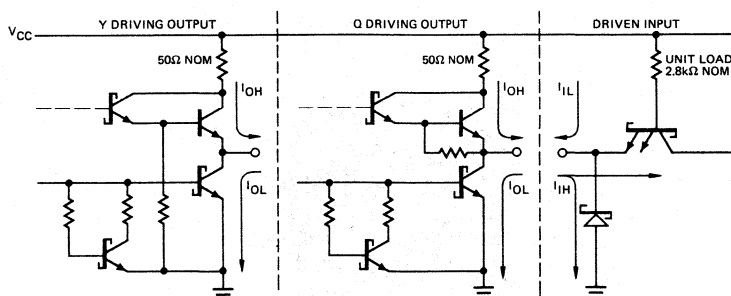 Y DRIVING OUTPUT
Q DRIVING OUTPUT
DRIVEN INPUT
VCC
50Ω NOM
IOH
IOL
50Ω NOM
IOH
IOL
UNIT LOAD
2.8kΩ NOM
IIL
IIH